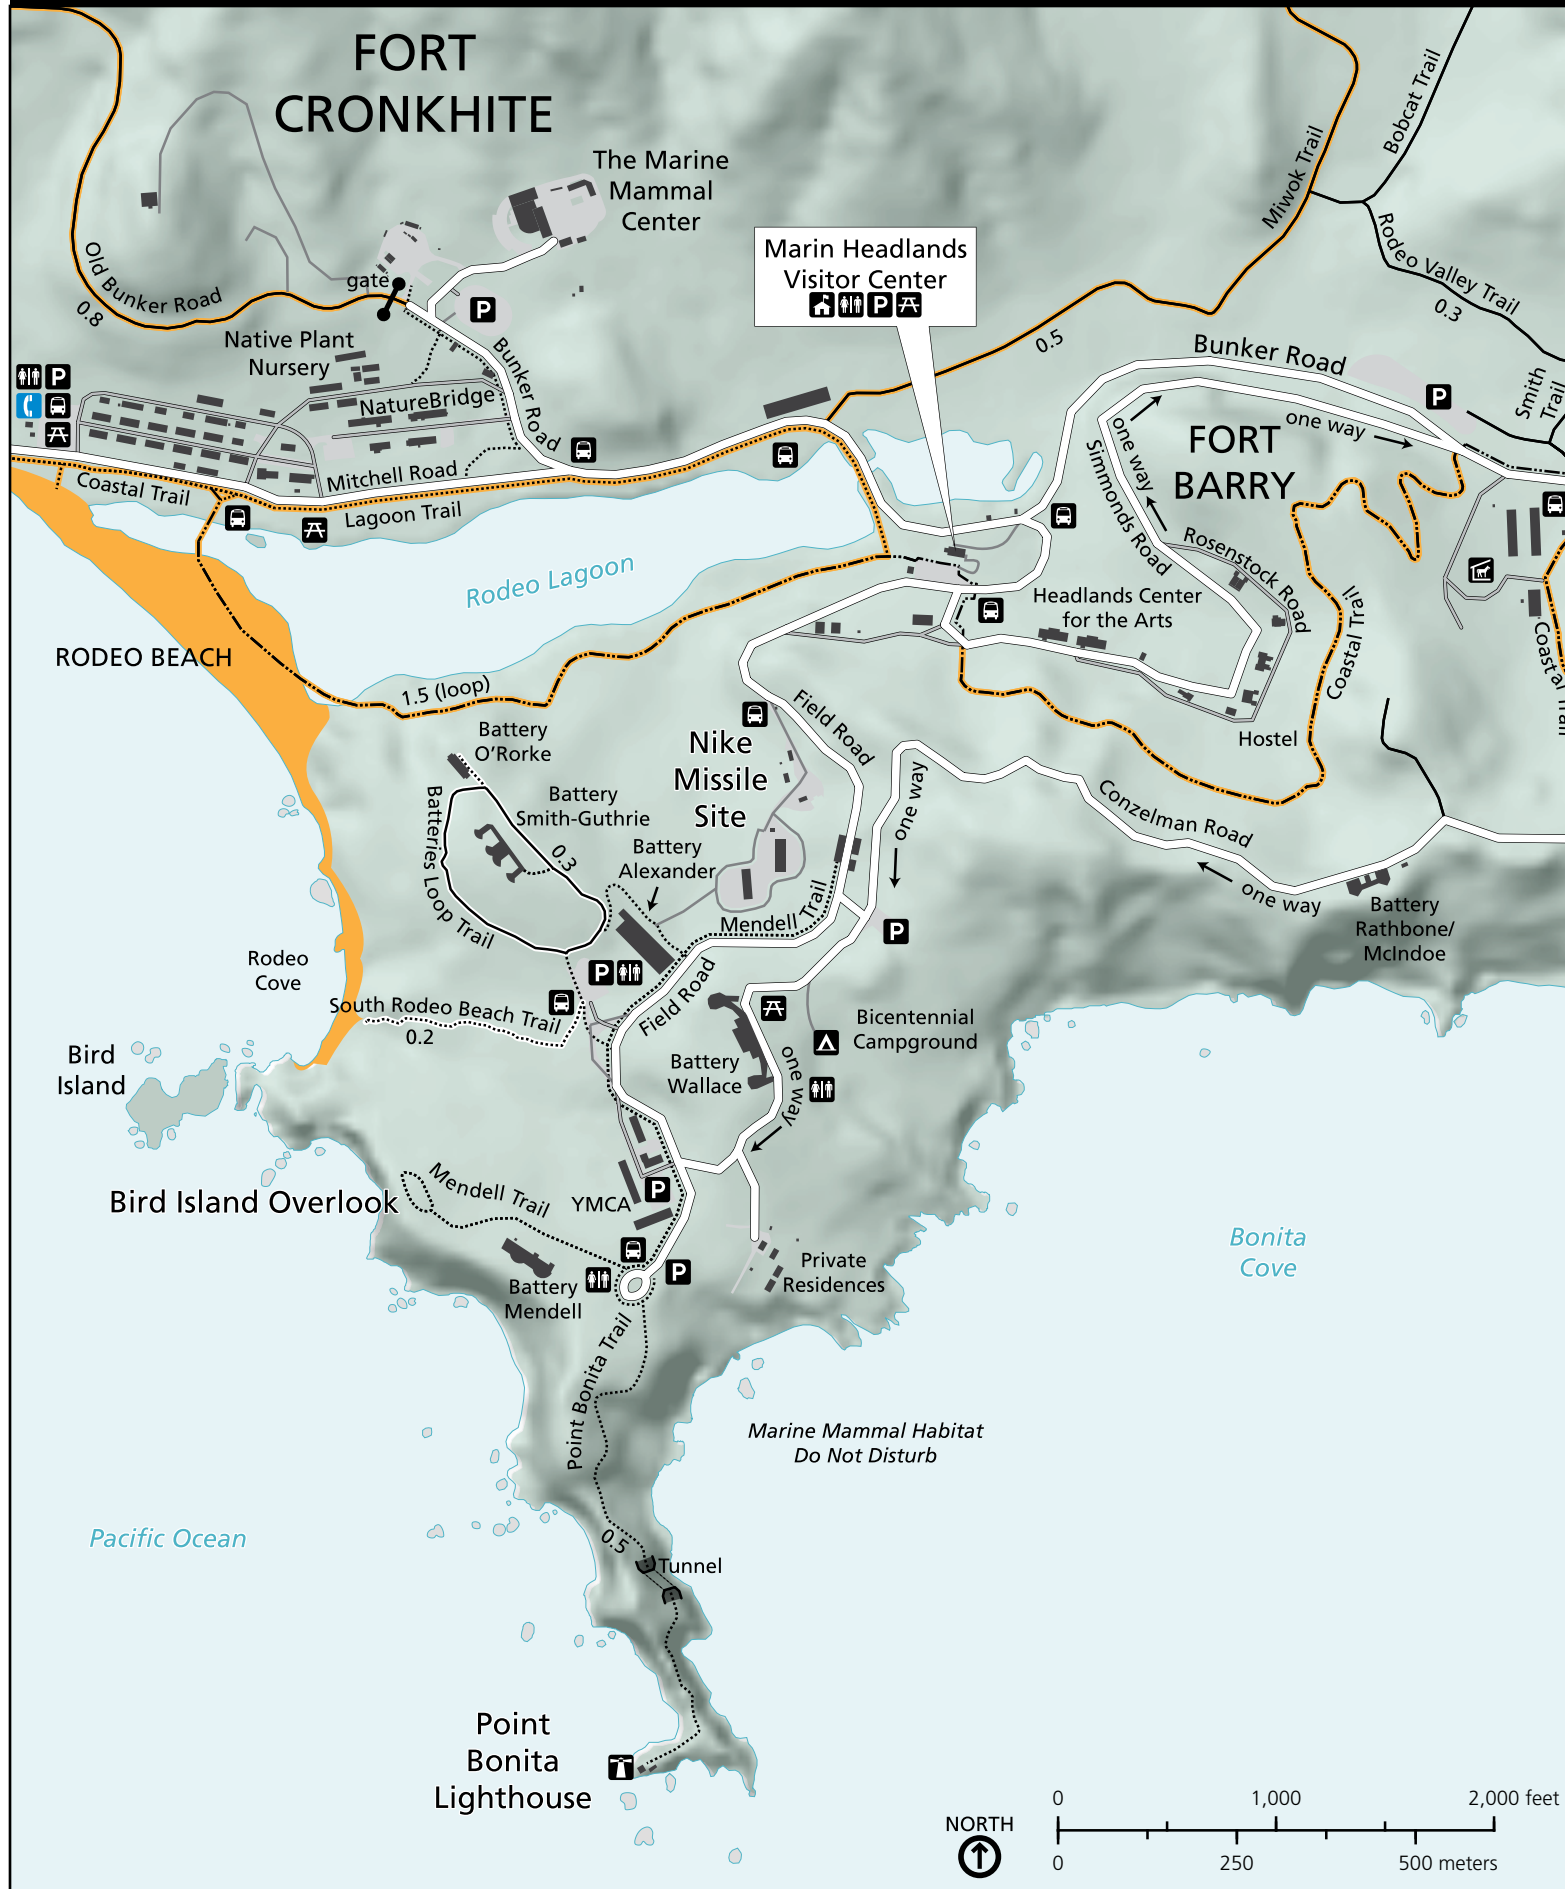 FORT
CRONKHITE
The Marine
Mammal
Center
Miwok Trail
Bobcat Trail
Marin Headlands
Visitor Center
P
Rodeo Valley Trail
0.3
Old Bunker Road
0.8
gate
P
Native Plant
Nursery
Bunker Road
0.5
Bunker Road
P
Smith
Trail
P
NatureBridge
one way
one way
FORT
BARRY
Simmonds Road
Mitchell Road
Coastal Trail
Lagoon Trail
Rosenstock Road
Rodeo Lagoon
Headlands Center
for the Arts
Coastal Trail
Coastal Trail
RODEO BEACH
1.5 (loop)
Field Road
Hostel
Battery
O'Rorke
Nike
Missile
Site
Battery
Smith-Guthrie
Batteries Loop Trail
0.3
Battery
Alexander
one way
Conzelman Road
one way
Mendell Trail
P
Battery
Rathbone/
McIndoe
Rodeo
Cove
P
Field Road
South Rodeo Beach Trail
0.2
Bicentennial
Campground
Bird
Island
Battery
Wallace
one way
Bird Island Overlook
Mendell Trail
YMCA
P
Bonita
Cove
Private
Residences
P
Battery
Mendell
Point Bonita Trail
Marine Mammal Habitat
Do Not Disturb
Pacific Ocean
0.5
Tunnel
Point
Bonita
Lighthouse
NORTH
0 1,000 2,000 feet
0 250 500 meters